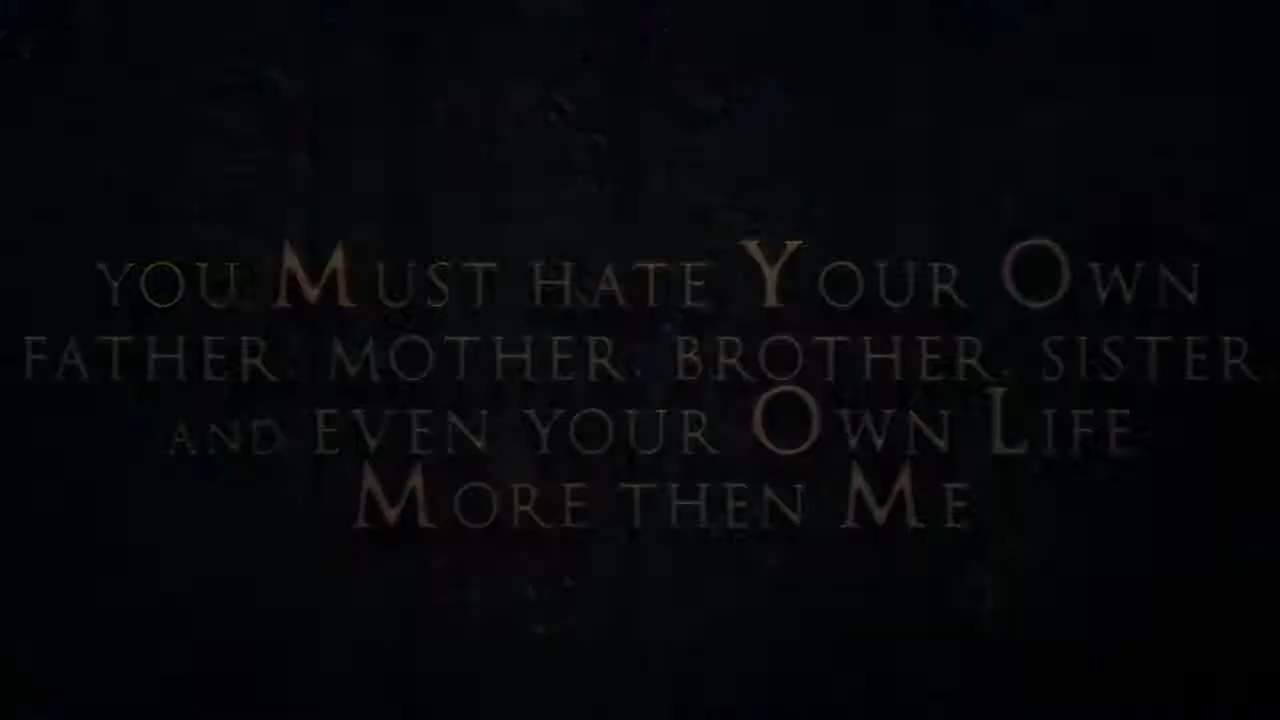 YOU MUST HATE YOUR OWN
FATHER, MOTHER, BROTHER, SISTER,
AND EVEN YOUR OWN LIFE
MORE THEN ME